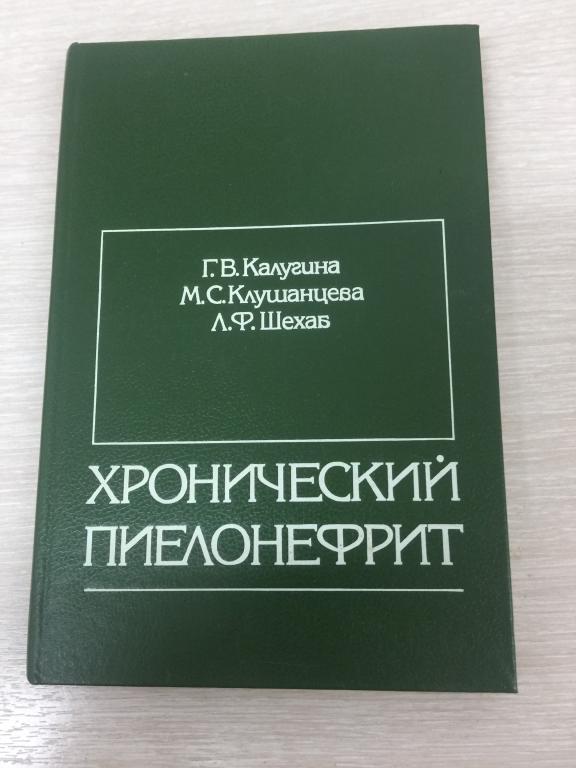 Г. В. Калугина
М. С. Клушанцева
Л. Ф. Шехаб
ХРОНИЧЕСКИЙ
ПИЕЛОНЕФРИТ